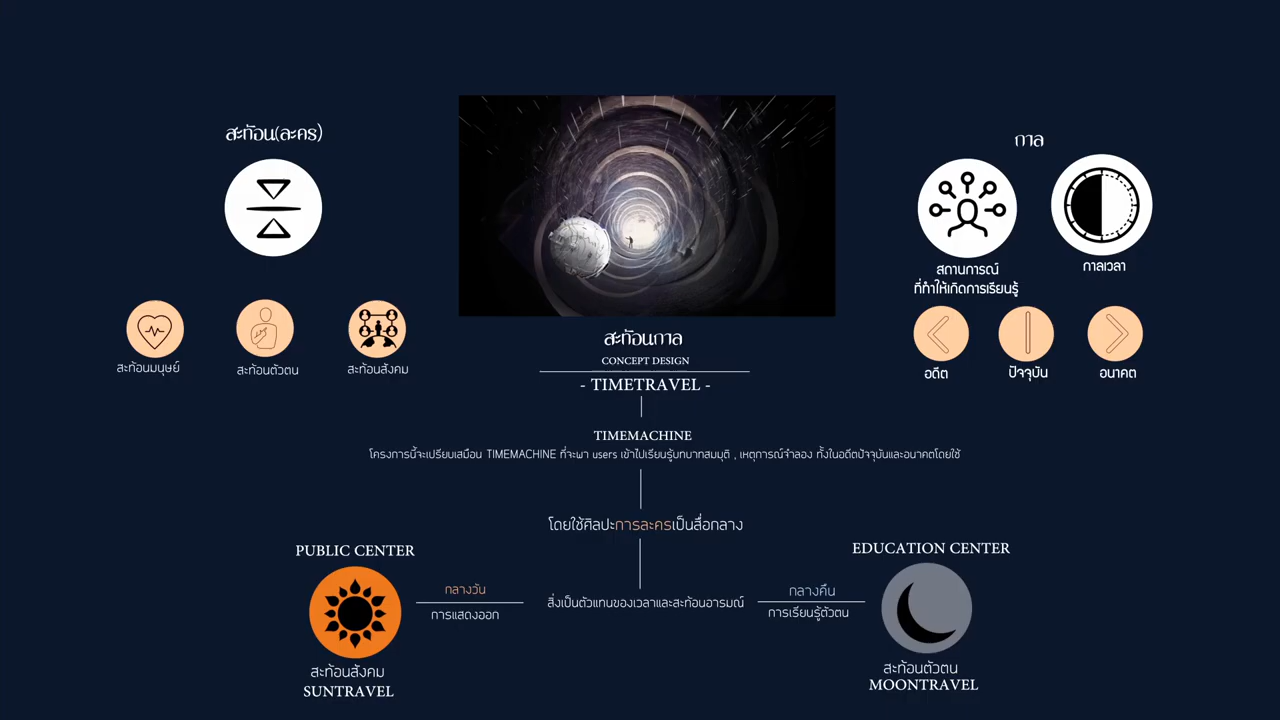 สะท้อน(ละคร)
สะท้อนมนุษย์
สะท้อนตัวตน
สะท้อนสังคม
กาล
สถานการณ์
ที่ทำให้เกิดการเรียนรู้
กาลเวลา
อดีต
ปัจจุบัน
อนาคต
สะท้อนกาล
CONCEPT DESIGN
- TIMETRAVEL -
TIMEMACHINE
โครงการนี้จะเปรียบเสมือน TIMEMACHINE ที่จะพา users เข้าไปเรียนรู้บทบาทสมมุติ , เหตุการณ์จำลอง ทั้งในอดีตปัจจุบันและอนาคตโดยใช้
โดยใช้ศิลปะการละครเป็นสื่อกลาง
PUBLIC CENTER
กลางวัน
การแสดงออก
สะท้อนสังคม
SUNTRAVEL
สิ่งเป็นตัวแทนของเวลาและสะท้อนอารมณ์
EDUCATION CENTER
กลางคืน
การเรียนรู้ตัวตน
สะท้อนตัวตน
MOONTRAVEL